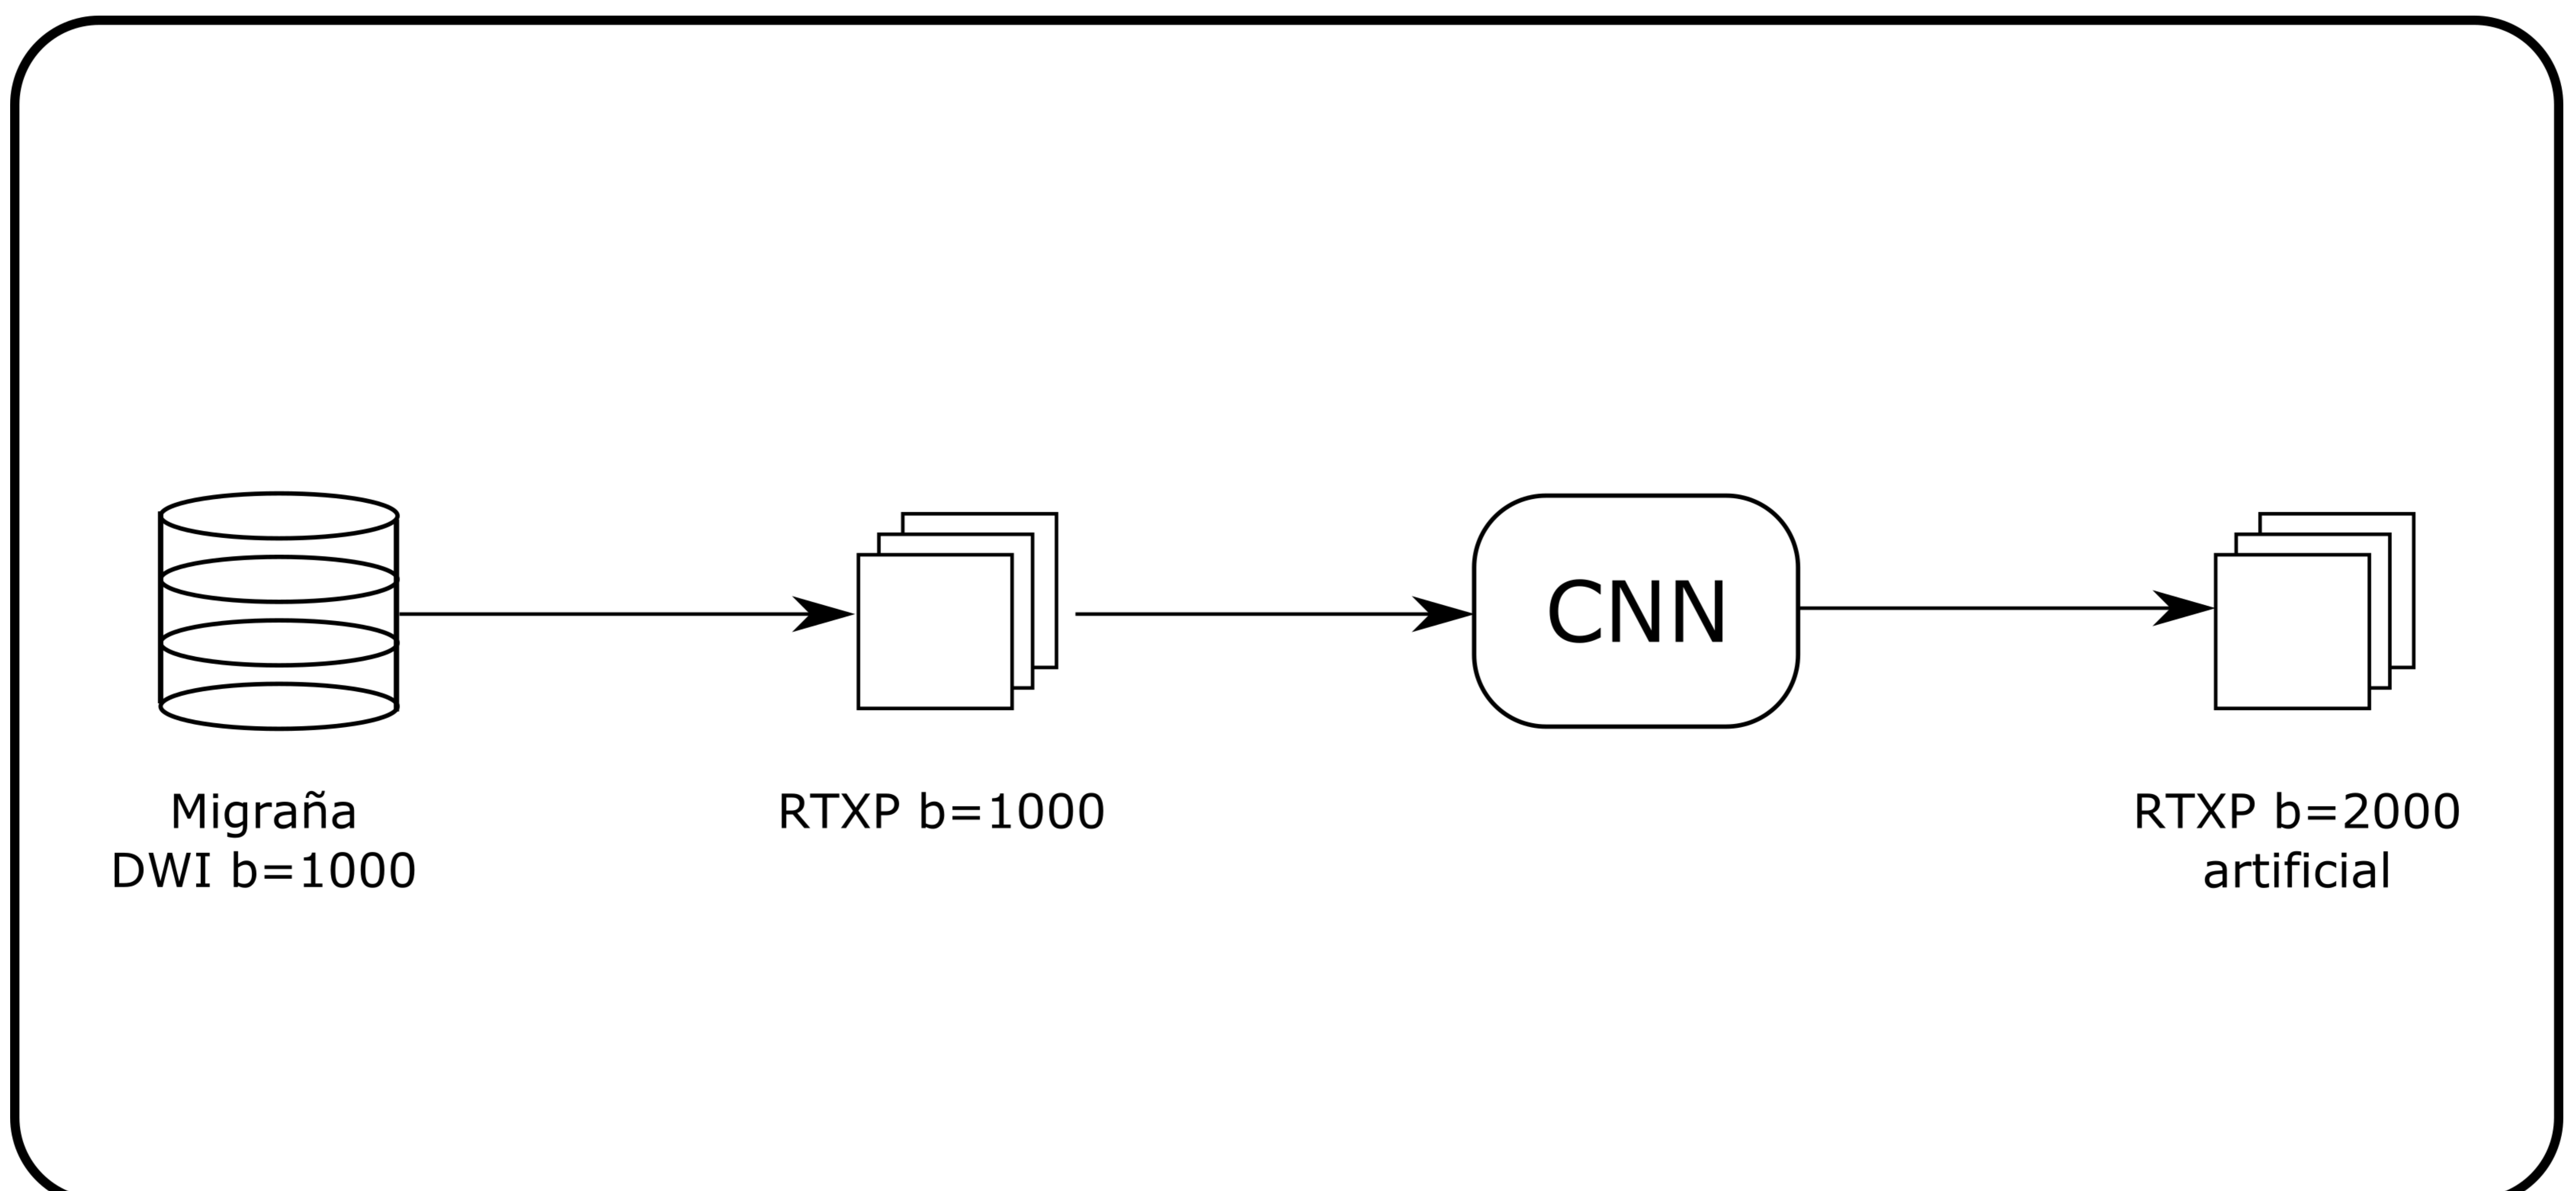 CNN
Migraña
DWI b=1000
RTXP b=1000
RTXP b=2000
artificial